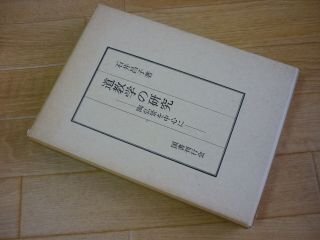 石井昌子著
道教学の研究
―陶弘景を中心に―
国書刊行会